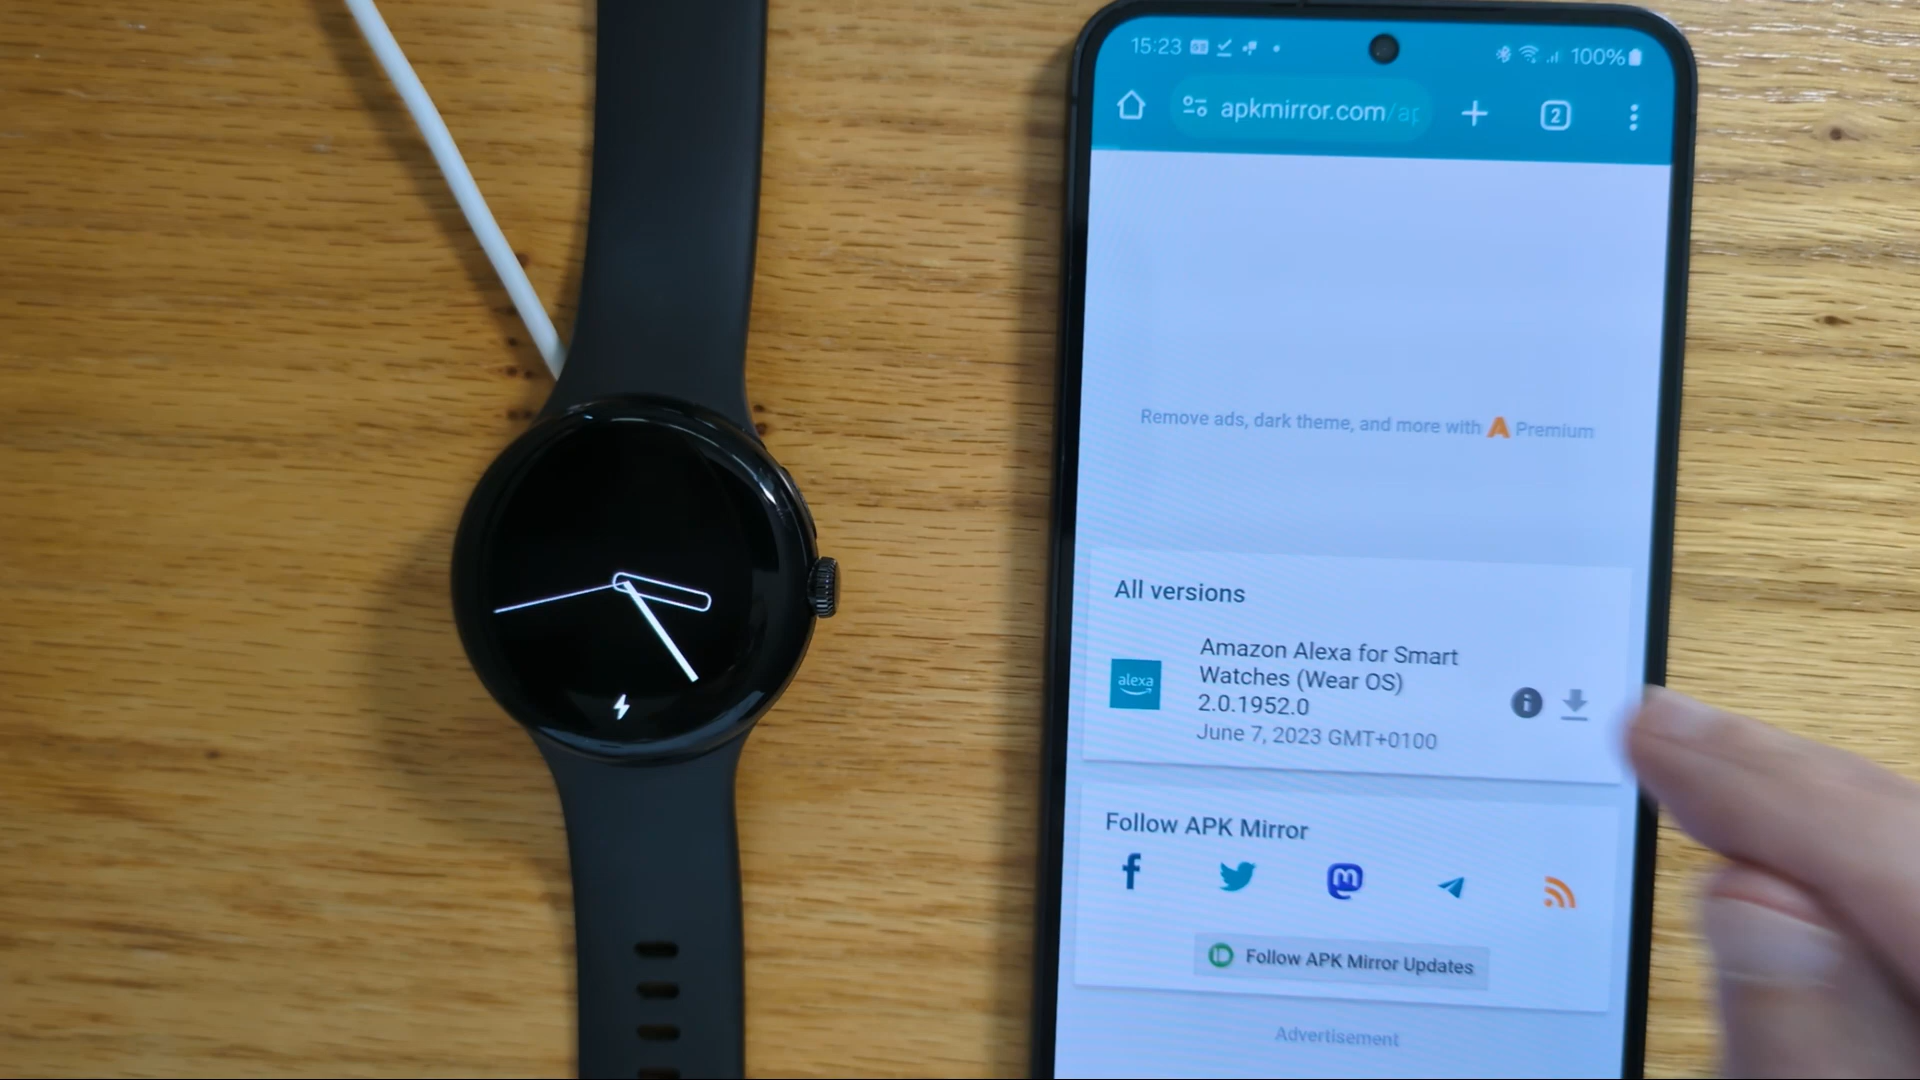 15:23
100%
apkmirror.com/ap
2
Remove ads, dark theme, and more with Premium
All versions
alexa
Amazon Alexa for Smart
Watches (Wear OS)
2.0.1952.0
June 7, 2023 GMT+0100
Follow APK Mirror
Follow APK Mirror Updates
Advertisement